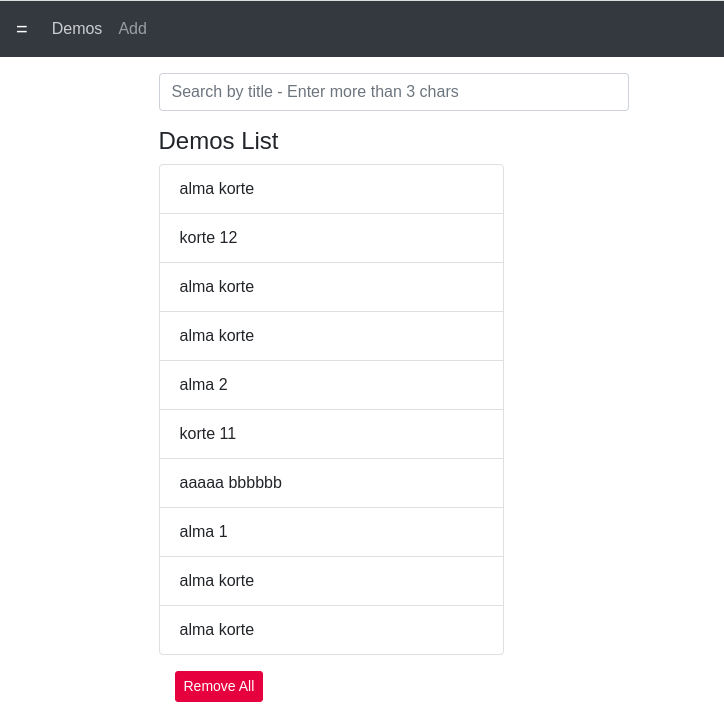 = Demos Add
Search by title - Enter more than 3 chars
Demos List
alma korte
korte 12
alma korte
alma korte
alma 2
korte 11
aaaaa bbbbbb
alma 1
alma korte
alma korte
Remove All